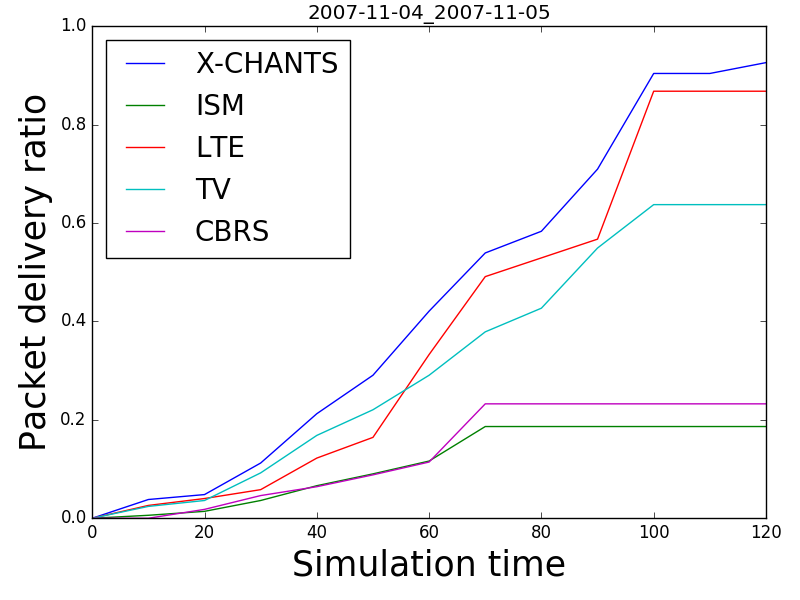 2007-11-04_2007-11-05
1.0
0.8
0.6
0.4
0.2
0.0
Packet delivery ratio
X-CHANTS
ISM
LTE
TV
CBRS
0 20 40 60 80 100 120
Simulation time